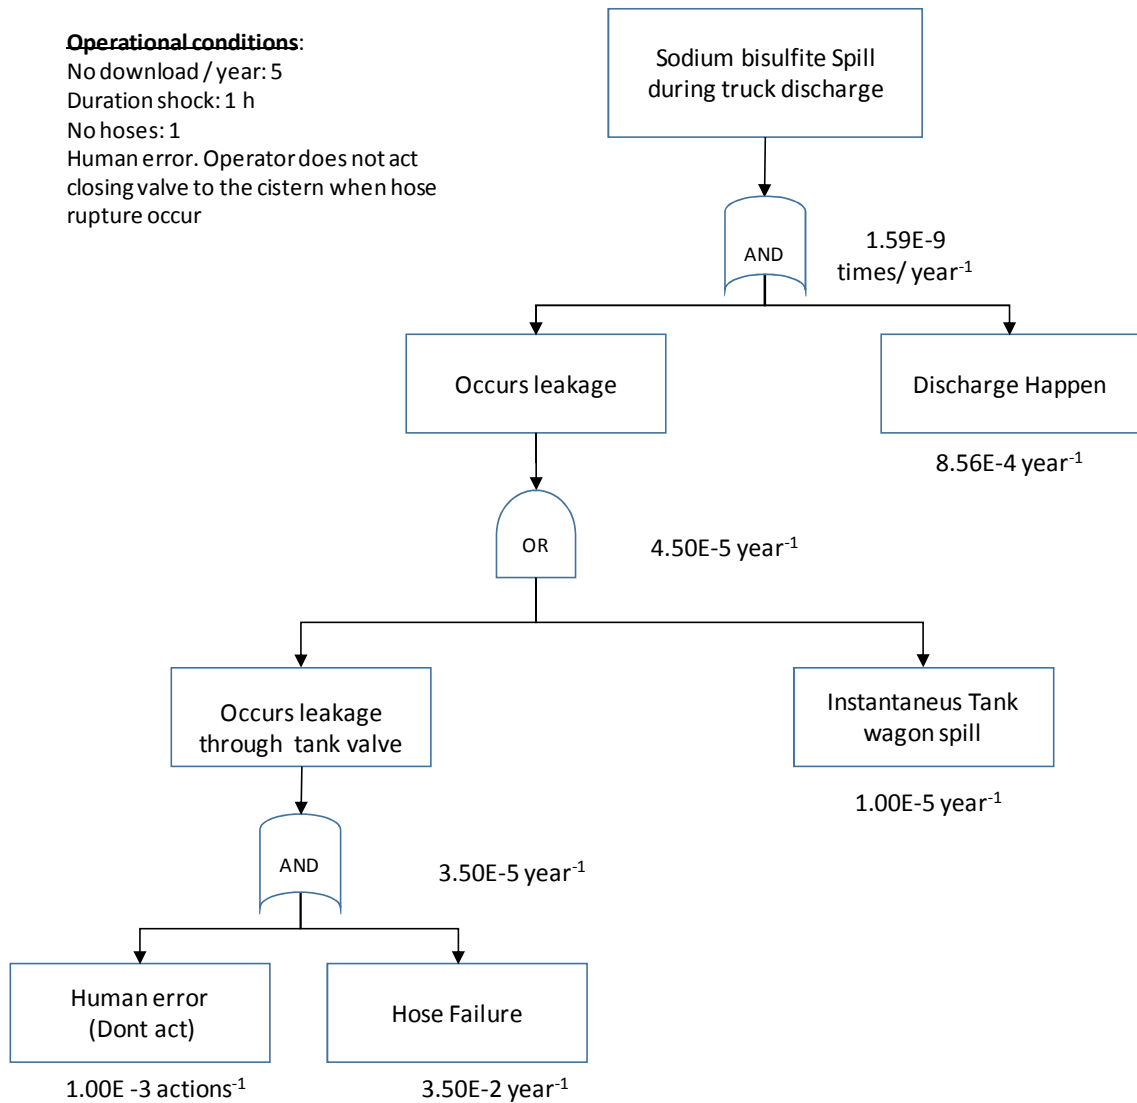 Operational conditions:
No download / year: 5
Duration shock: 1 h
No hoses: 1
Human error. Operator does not act
closing valve to the cistern when hose
rupture occur
Sodium bisulfite Spill
during truck discharge
AND
1.59E-9
times/ year-1
Occurs leakage
Discharge Happen
8.56E-4 year-1
OR
4.50E-5 year-1
Occurs leakage
through tank valve
Instantaneus Tank
wagon spill
1.00E-5 year-1
AND
3.50E-5 year-1
Human error
(Dont act)
Hose Failure
1.00E -3 actions-1
3.50E-2 year-1